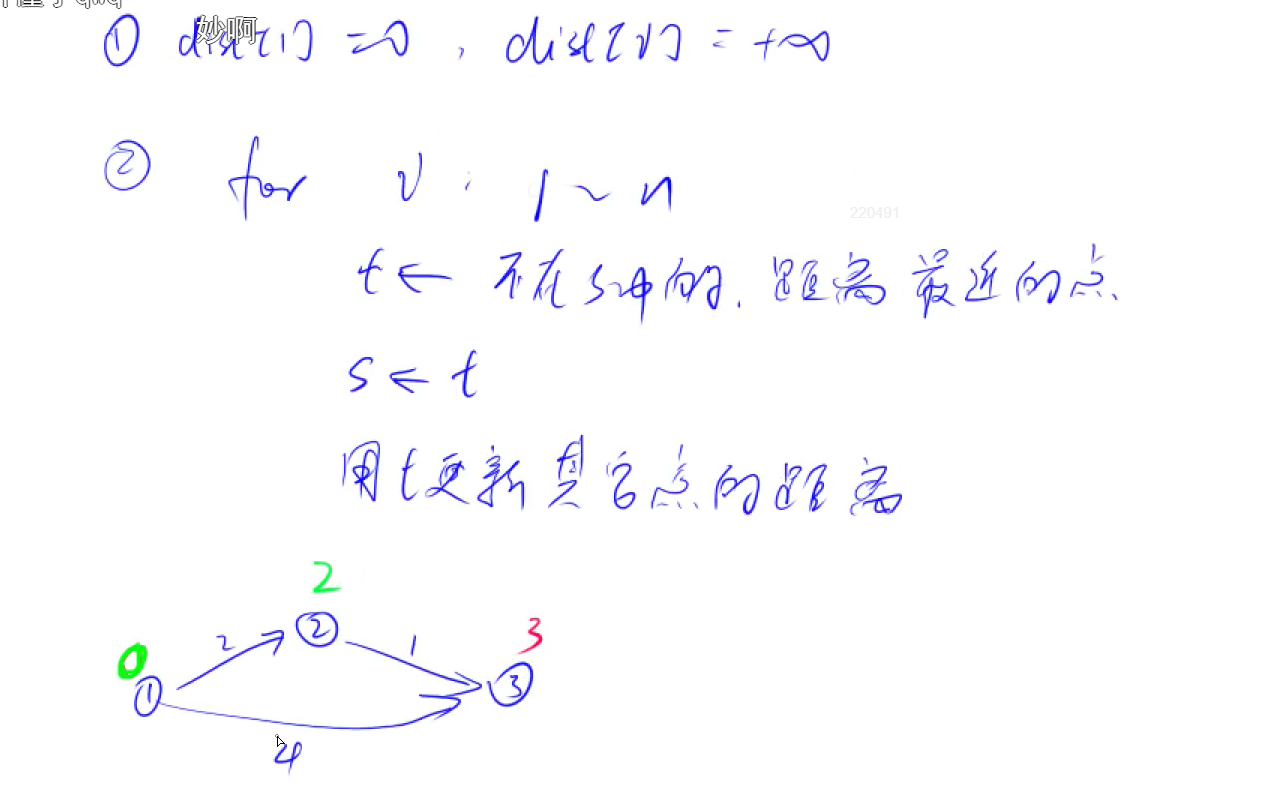 妙啊
① dist[1] = 0, dist[v] = +∞
② for v: 1 ~ n
220491
t ← 不在s中的, 距离最近的点
s ← t
用t更新其它点的距离
2
0
① 2 ② 1 ③ 3
4